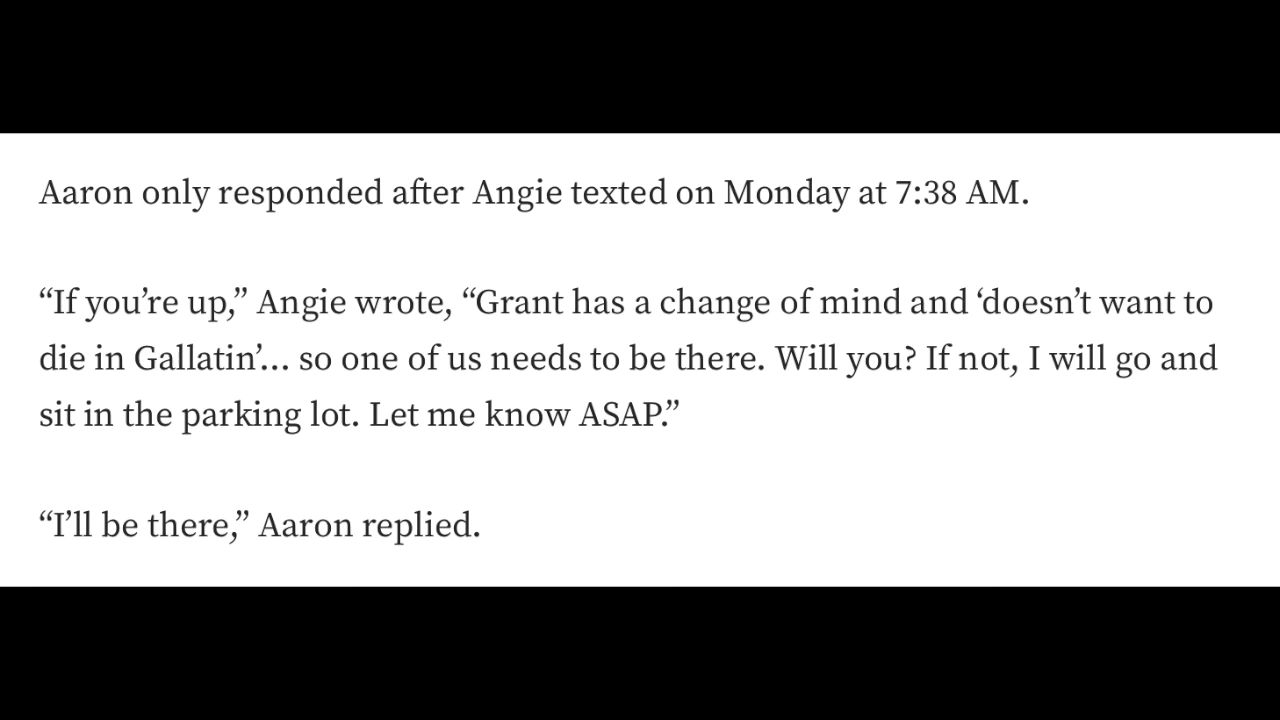 Aaron only responded after Angie texted on Monday at 7:38 AM.
“If you’re up,” Angie wrote, “Grant has a change of mind and ‘doesn’t want to
die in Gallatin’... so one of us needs to be there. Will you? If not, I will go and
sit in the parking lot. Let me know ASAP.”
“I’ll be there,” Aaron replied.